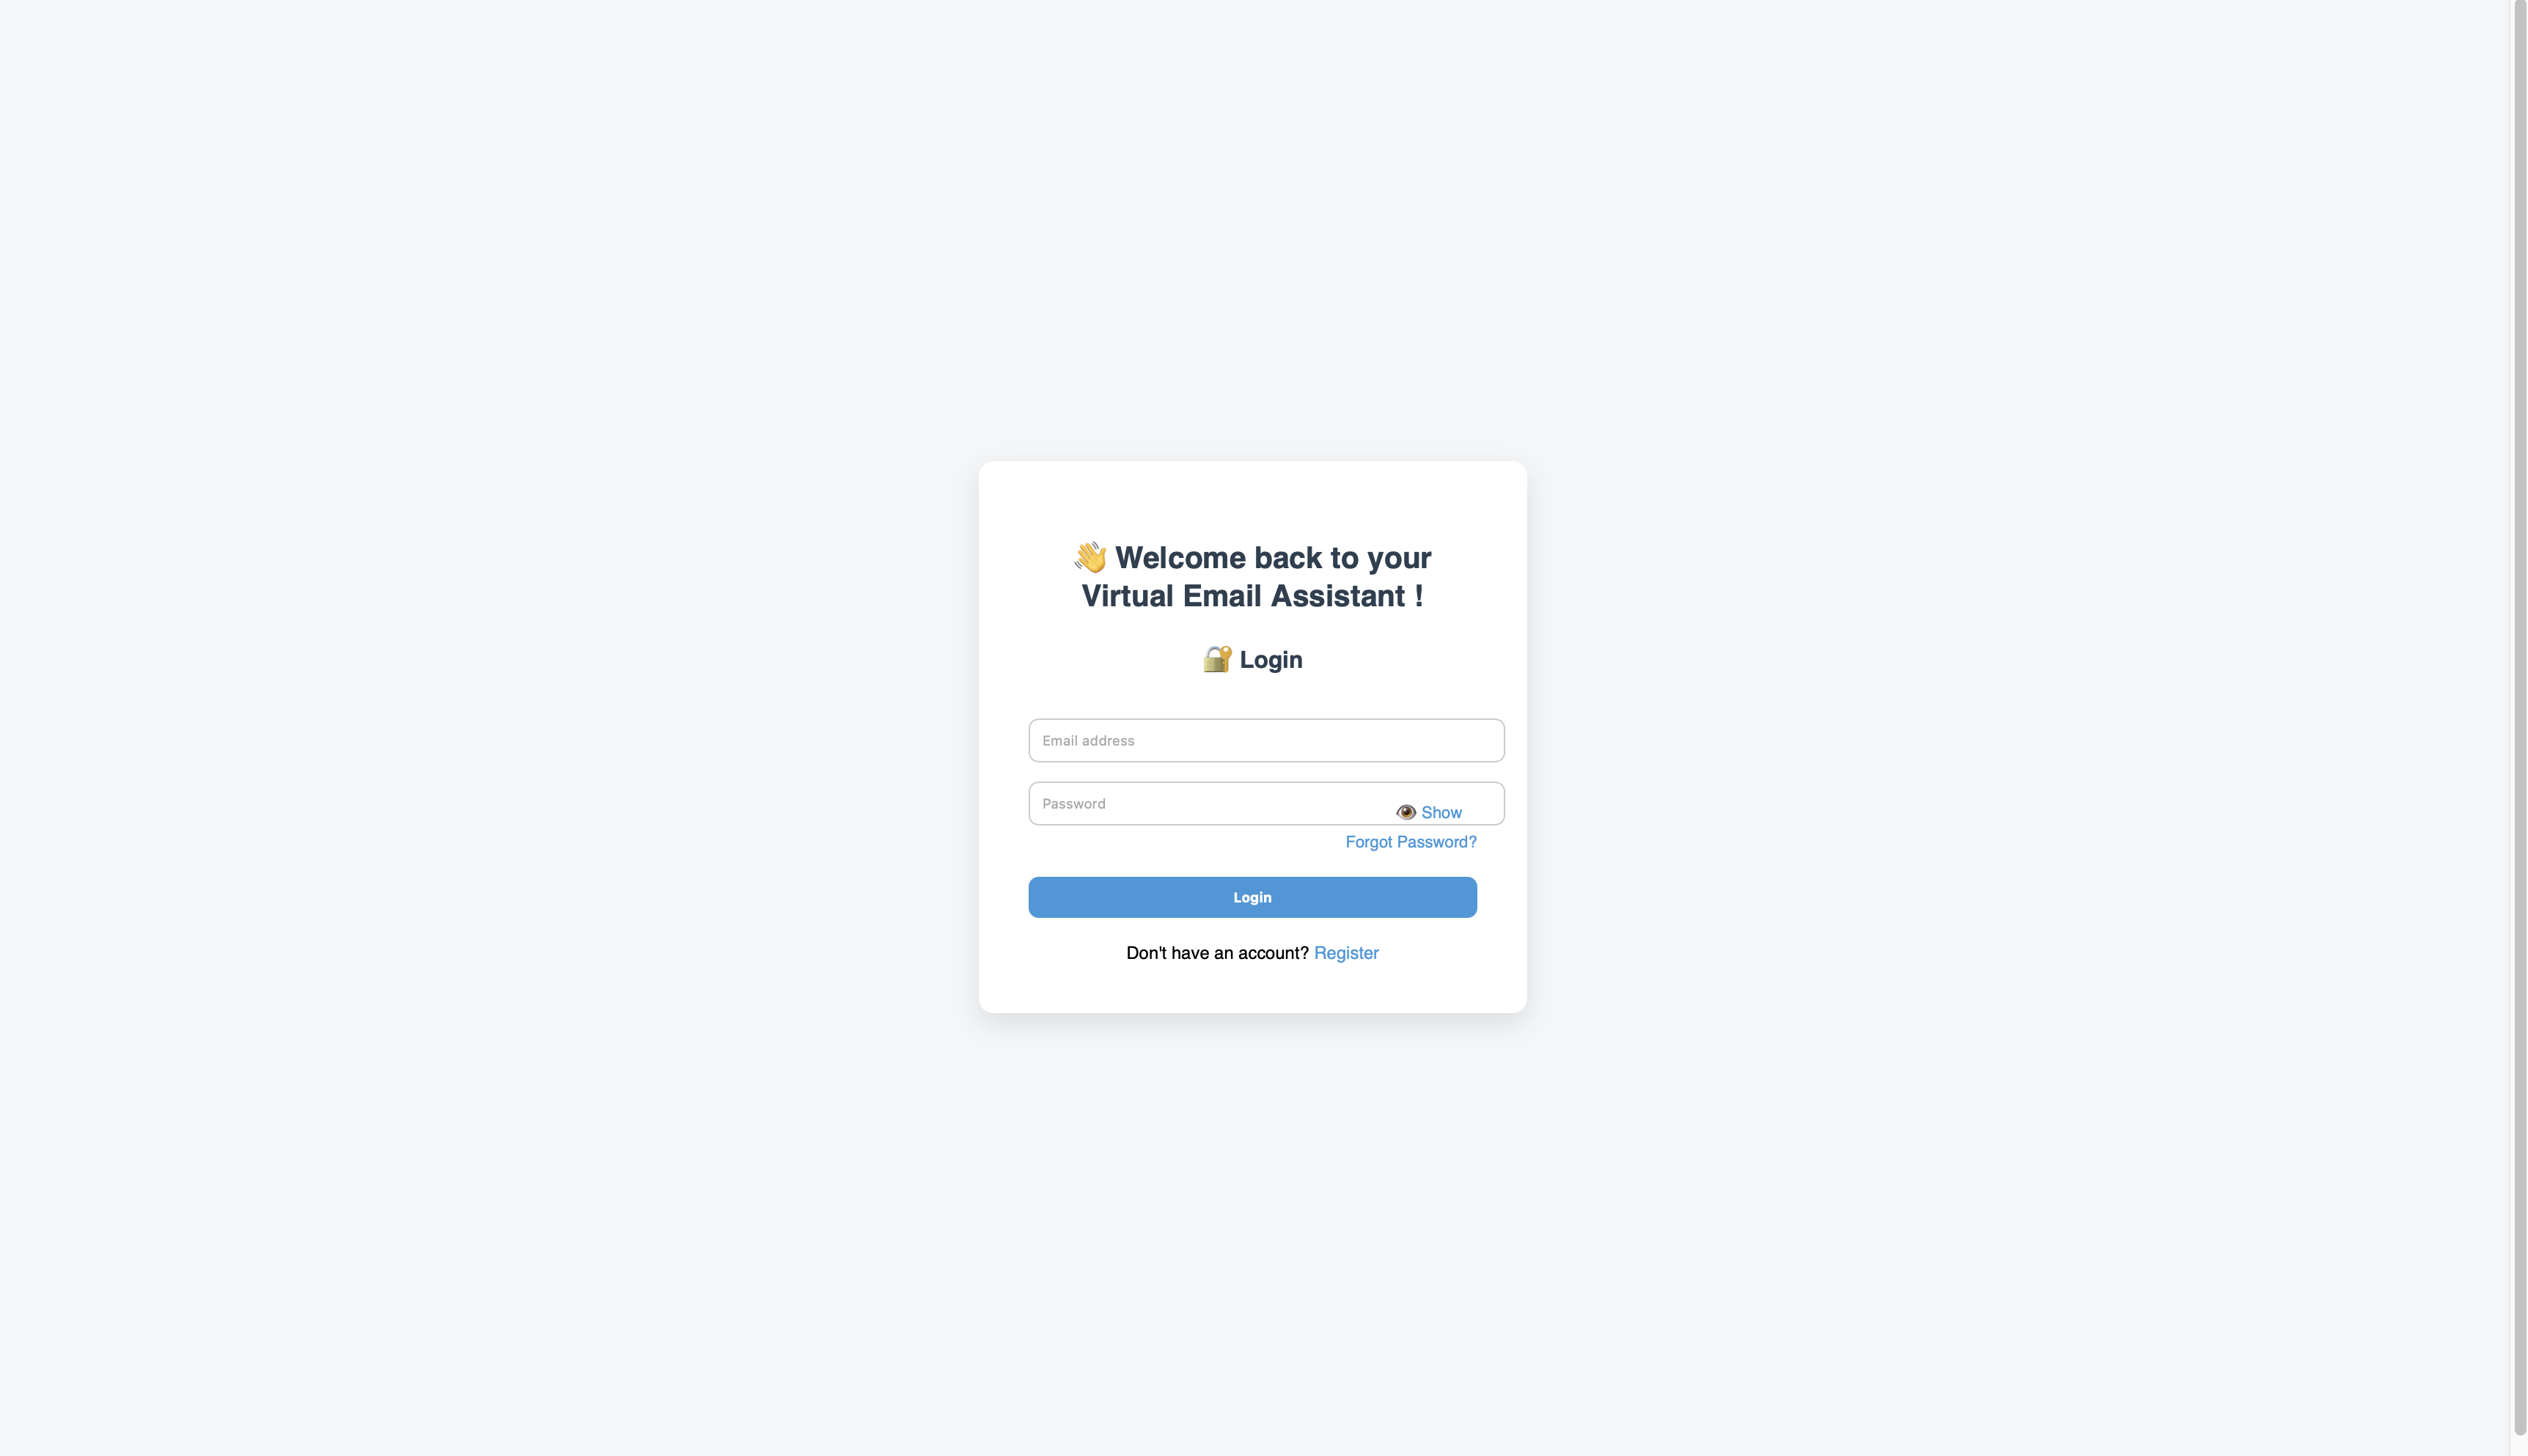 👋 Welcome back to your
Virtual Email Assistant !
🔐 Login
Email address
Password
👁 Show
Forgot Password?
Login
Don't have an account? Register